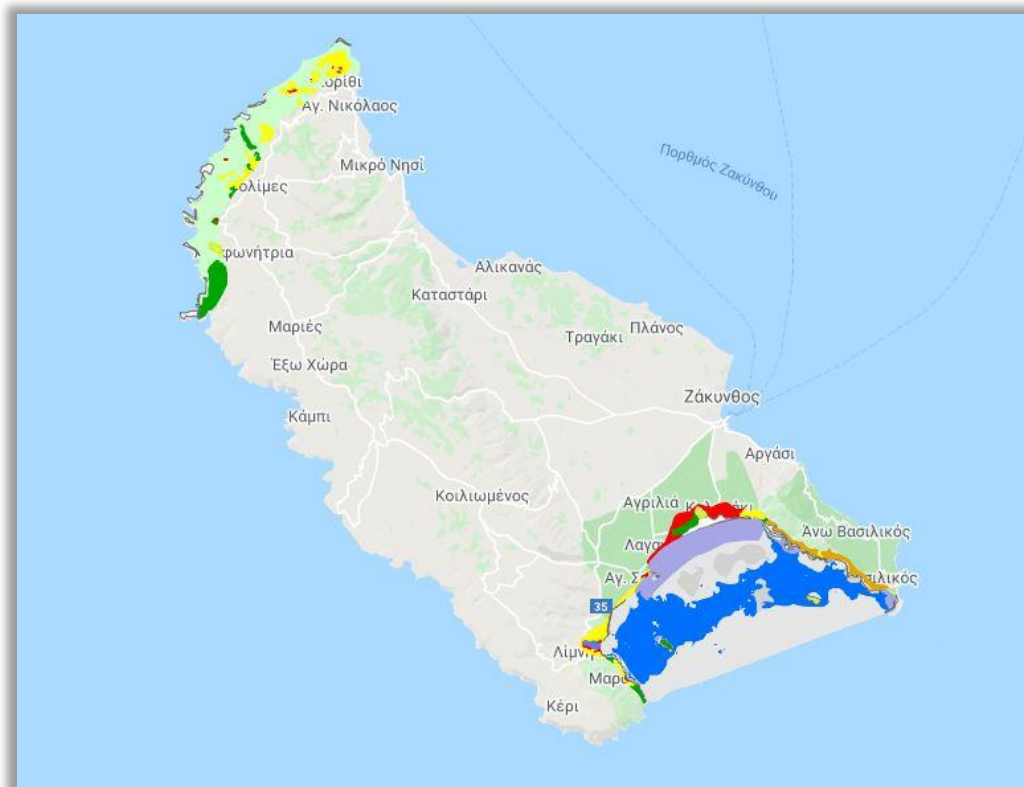 Αγ. Νικόλαος
Μικρό Νησί
Πορθμός Ζακύνθου
Αλικανάς
Καταστάρι
Μαριές
Τραγάκι
Πλάνος
Έξω Χώρα
Ζάκυνθος
Κάμπι
Αργάσι
Κοιλιωμένος
Αγριλιά
Άνω Βασιλικός
35
Κέρι